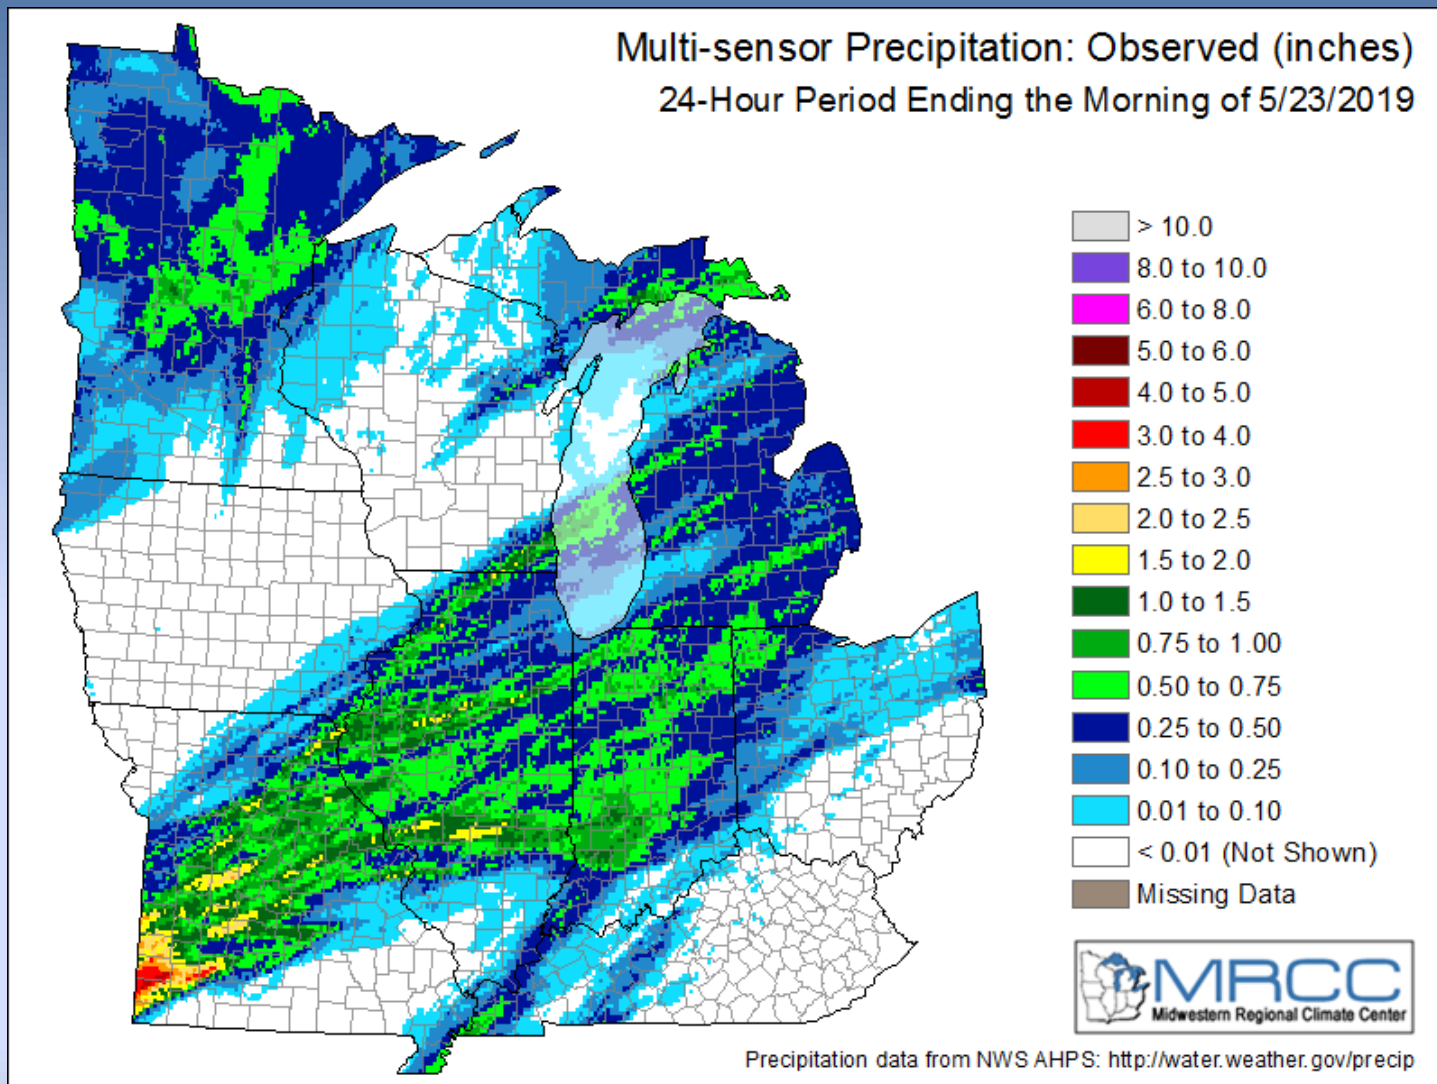 Multi-sensor Precipitation: Observed (inches)
24-Hour Period Ending the Morning of 5/23/2019
> 10.0
8.0 to 10.0
6.0 to 8.0
5.0 to 6.0
4.0 to 5.0
3.0 to 4.0
2.5 to 3.0
2.0 to 2.5
1.5 to 2.0
1.0 to 1.5
0.75 to 1.00
0.50 to 0.75
0.25 to 0.50
0.10 to 0.25
0.01 to 0.10
< 0.01 (Not Shown)
Missing Data
MRCC
Midwestern Regional Climate Center
Precipitation data from NWS AHPS: http://water.weather.gov/precip